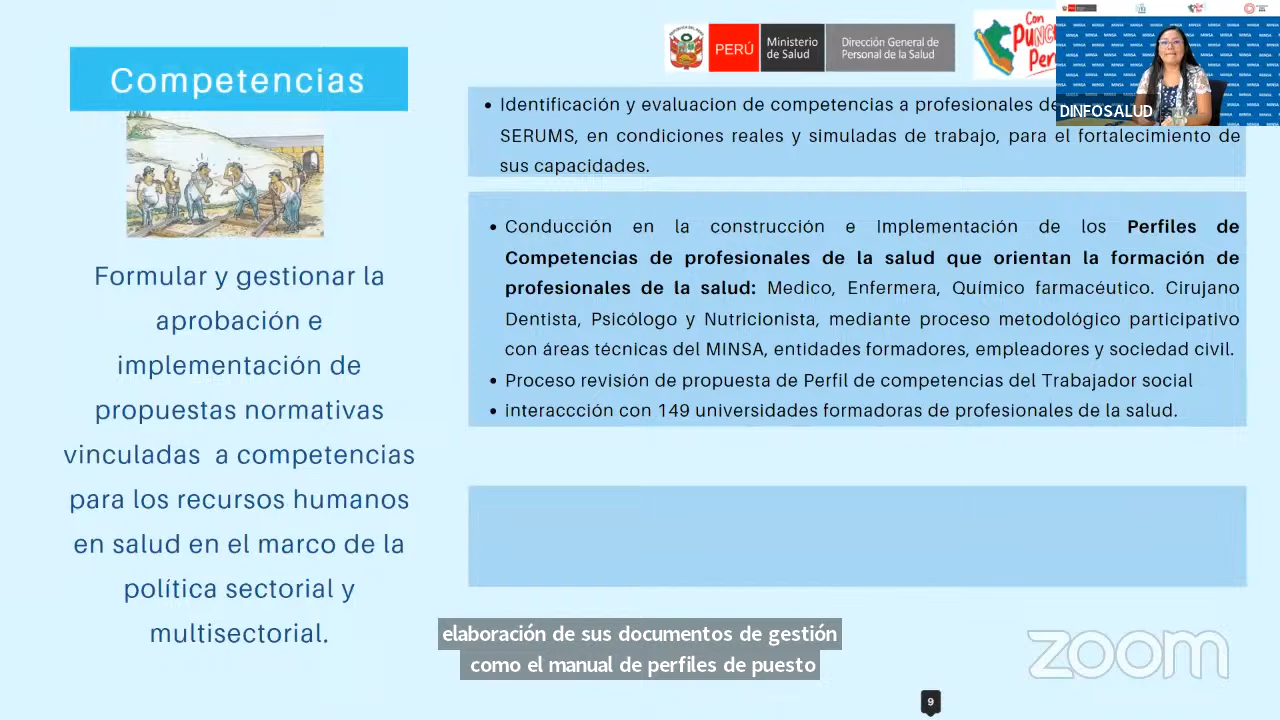 Competencias
PERÚ
Ministerio
de Salud
Dirección General de
Personal de la Salud
Con
DINFOSALUD
Identificación y evaluacion de competencias a profesionales
SERUMS, en condiciones reales y simuladas de trabajo, para el fortalecimiento de
sus capacidades.
Conducción en la construcción e Implementación de los Perfiles de
Competencias de profesionales de la salud que orientan la formación de
profesionales de la salud: Medico, Enfermera, Químico farmacéutico. Cirujano
Dentista, Psicólogo y Nutricionista, mediante proceso metodológico participativo
con áreas técnicas del MINSA, entidades formadores, empleadores y sociedad civil.
Proceso revisión de propuesta de Perfil de competencias del Trabajador social
interaccción con 149 universidades formadoras de profesionales de la salud.
Formular y gestionar la
aprobación e
implementación de
propuestas normativas
vinculadas a competencias
para los recursos humanos
en salud en el marco de la
política sectorial y
multisectorial.
elaboración de sus documentos de gestión
como el manual de perfiles de puesto
zoom
9